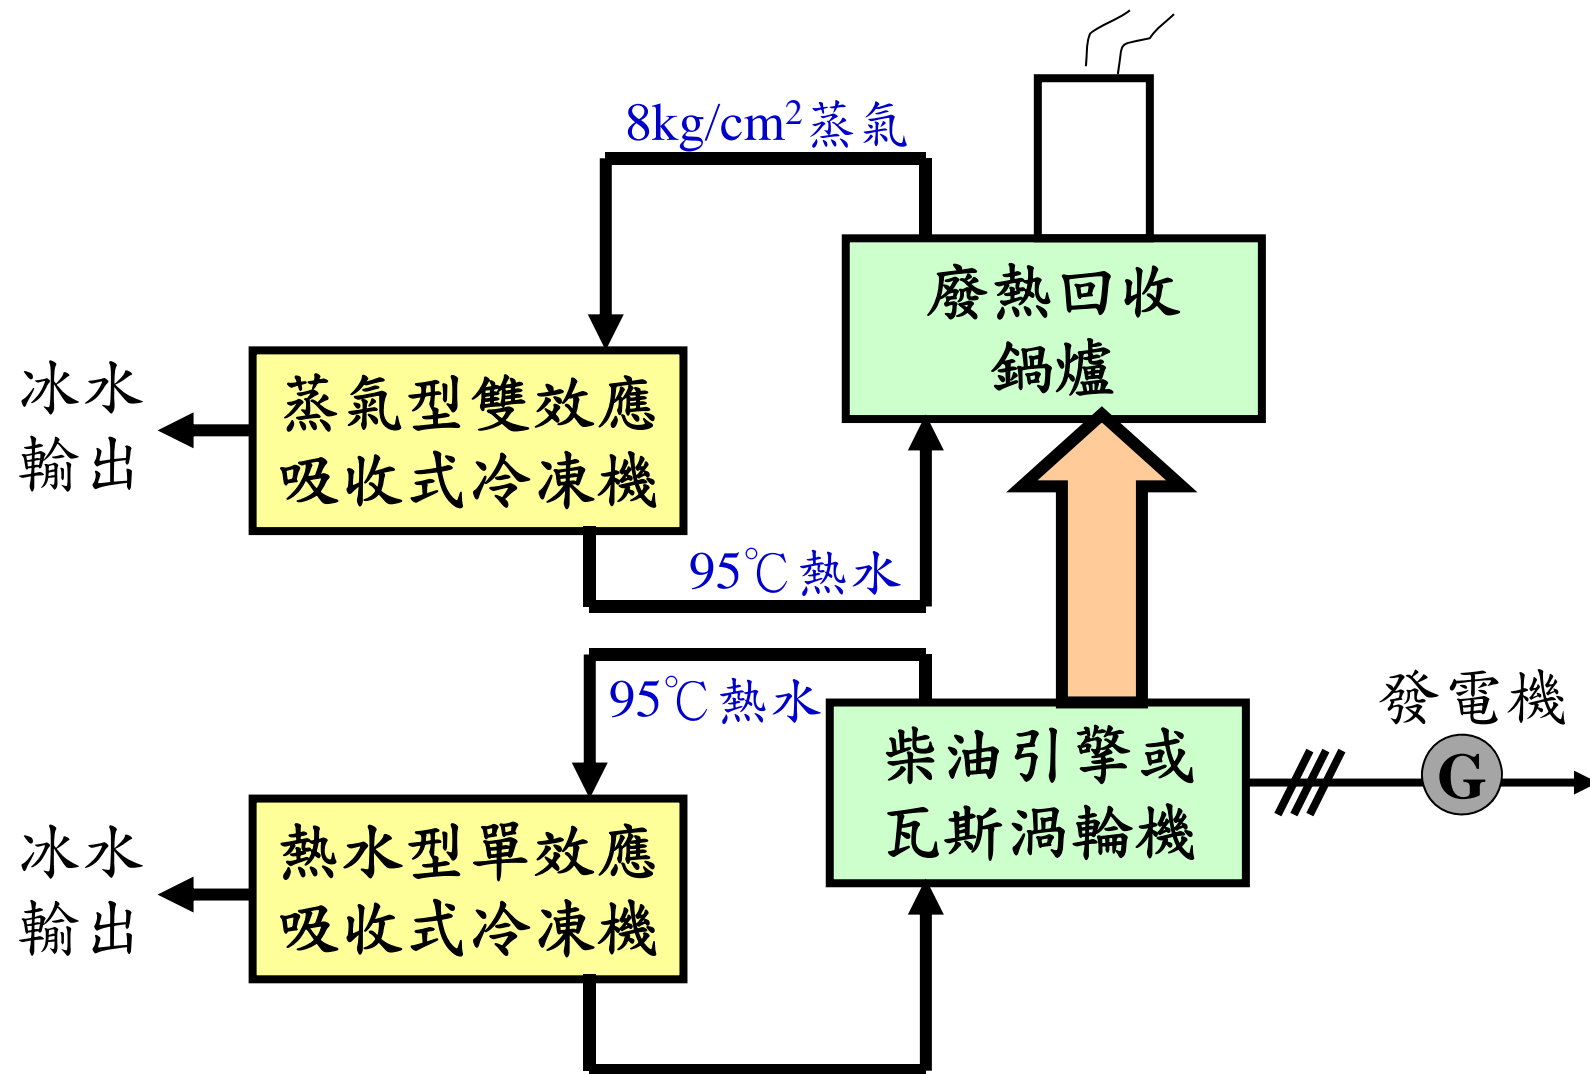 8kg/cm²蒸氣
廢熱回收
鍋爐
蒸氣型雙效應
吸收式冷凍機
冰水
輸出
95℃熱水
95℃熱水
發電機
G
柴油引擎或
瓦斯渦輪機
熱水型單效應
吸收式冷凍機
冰水
輸出